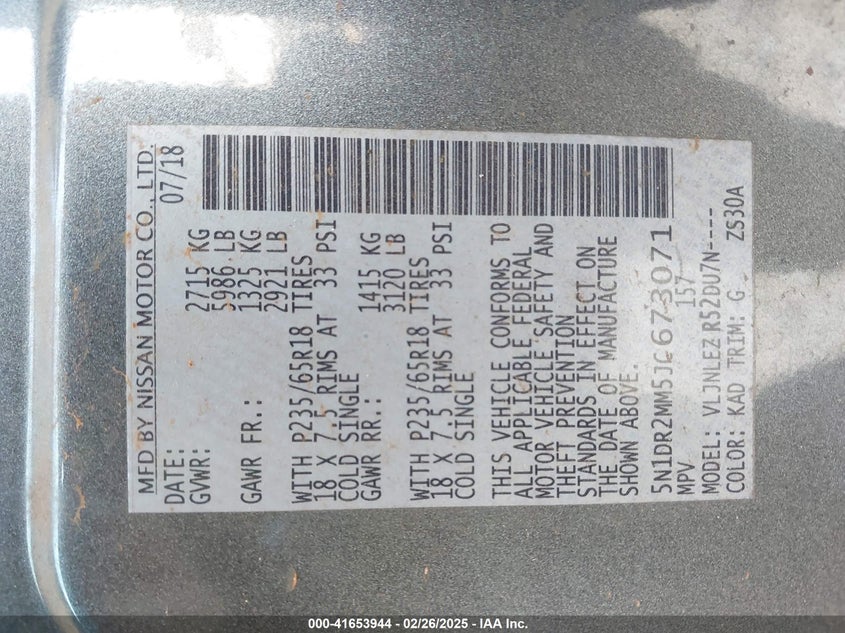 MFD BY NISSAN MOTOR CO., LTD.
DATE: 07/18
GVWR: 2715 KG
5986 LB
GAWR FR.: 1325 KG
2921 LB
WITH P235/65R18 TIRES
18 X 7.5 RIMS AT 33 PSI
COLD SINGLE
GAWR RR.: 1415 KG
3120 LB
WITH P235/65R18 TIRES
18 X 7.5 RIMS AT 33 PSI
COLD SINGLE
THIS VEHICLE CONFORMS TO
ALL APPLICABLE FEDERAL
MOTOR VEHICLE SAFETY AND
THEFT PREVENTION
STANDARDS IN EFFECT ON
THE DATE OF MANUFACTURE
SHOWN ABOVE.
5N1DR2MM5JC673071
MPV 157
MODEL: VLJNLEZ R52DU7N----
COLOR: KAD TRIM: G ZS30A
000-41653944 - 02/26/2025 - IAA Inc.